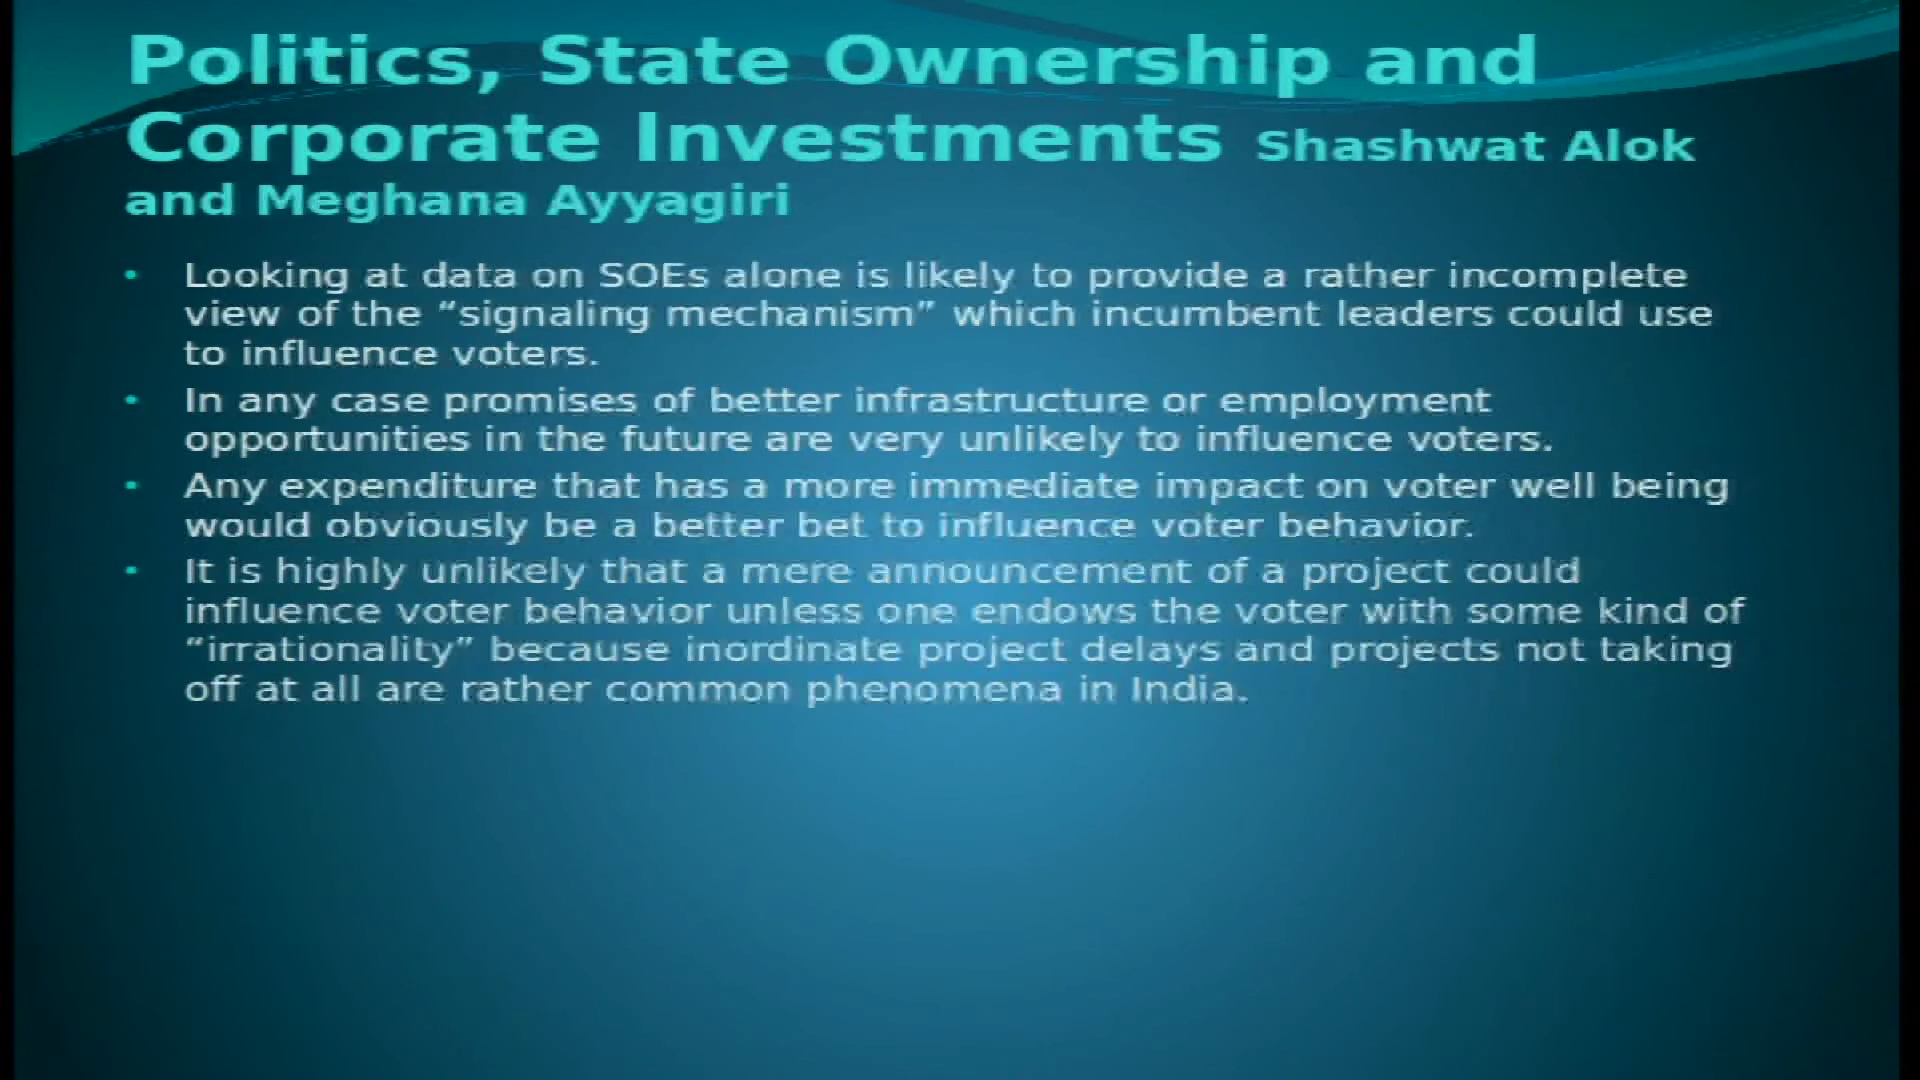 Politics, State Ownership and
Corporate Investments Shashwat Alok
and Meghana Ayyagiri
• Looking at data on SOEs alone is likely to provide a rather incomplete
view of the “signaling mechanism” which incumbent leaders could use
to influence voters.
• In any case promises of better infrastructure or employment
opportunities in the future are very unlikely to influence voters.
• Any expenditure that has a more immediate impact on voter well being
would obviously be a better bet to influence voter behavior.
• It is highly unlikely that a mere announcement of a project could
influence voter behavior unless one endows the voter with some kind of
“irrationality” because inordinate project delays and projects not taking
off at all are rather common phenomena in India.